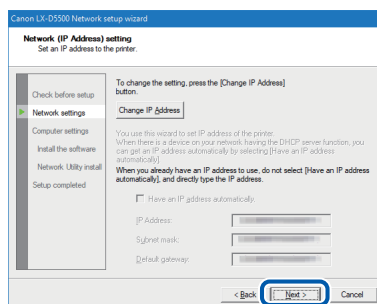 Canon LX-D5500 Network setup wizard
Network (IP Address) setting
Set an IP address to the printer.
Check before setup
Network settings
Computer settings
Install the software
Network Utility install
Setup completed
To change the setting, press the [Change IP Address]
button.
Change IP Address
You use this wizard to set IP address of the printer.
When there is a device on your network having the DHCP server function, you
can get an IP address automatically by selecting [Have an IP address
automatically].
When you already have an IP address to use, do not select [Have an IP address
automatically], and directly type the IP address.
Have an IP address automatically
IP Address:
Subnet mask:
Default gateway:
< Back
Next >
Cancel